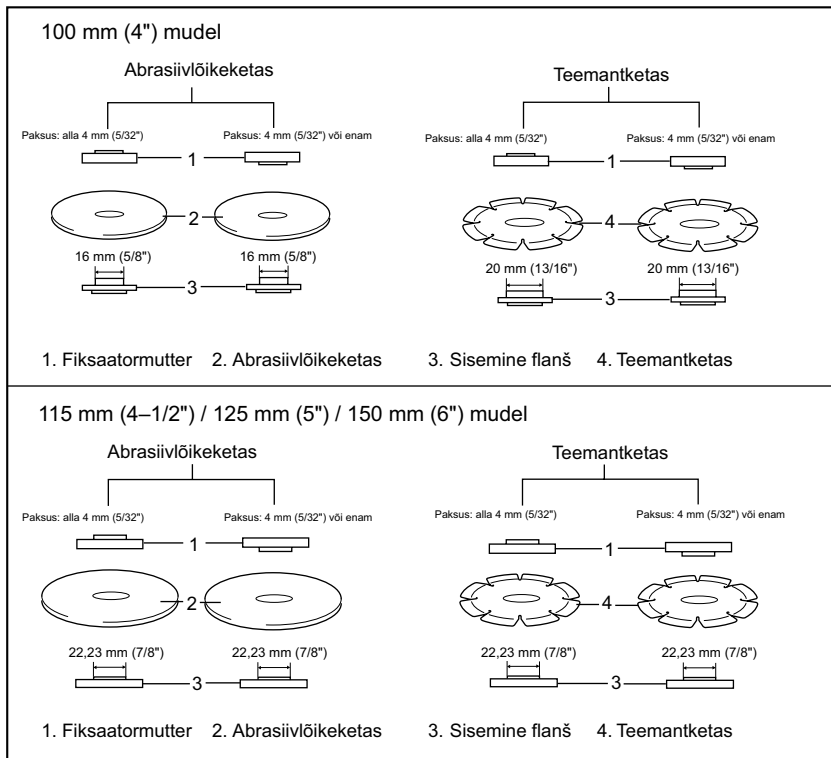 100 mm (4") mudel
Abrasiivlõikeketas
Teemantketas
Paksus: alla 4 mm (5/32") Paksus: 4 mm (5/32") või enam
Paksus: alla 4 mm (5/32") Paksus: 4 mm (5/32") või enam
1
1
2
4
16 mm (5/8") 16 mm (5/8")
20 mm (13/16") 20 mm (13/16")
3
3
1. Fiksaatormutter 2. Abrasiivlõikeketas 3. Sisemine flanš 4. Teemantketas
115 mm (4–1/2") / 125 mm (5") / 150 mm (6") mudel
Abrasiivlõikeketas
Teemantketas
Paksus: alla 4 mm (5/32") Paksus: 4 mm (5/32") või enam
Paksus: alla 4 mm (5/32") Paksus: 4 mm (5/32") või enam
1
1
2
4
22,23 mm (7/8") 22,23 mm (7/8")
22,23 mm (7/8") 22,23 mm (7/8")
3
3
1. Fiksaatormutter 2. Abrasiivlõikeketas 3. Sisemine flanš 4. Teemantketas